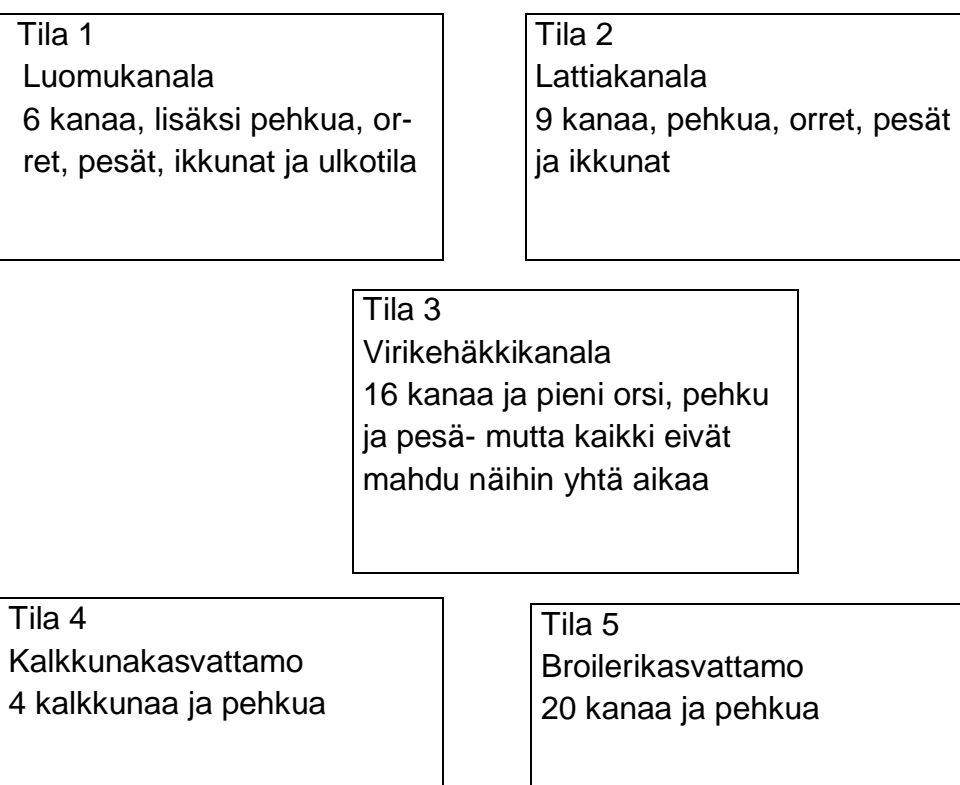 Tila 1
Luomukanala
6 kanaa, lisäksi pehkua, or-
ret, pesät, ikkunat ja ulkotila
Tila 2
Lattiakanala
9 kanaa, pehkua, orret, pesät
ja ikkunat
Tila 3
Virikehäkkikanala
16 kanaa ja pieni orsi, pehku
ja pesä- mutta kaikki eivät
mahdu näihin yhtä aikaa
Tila 4
Kalkkunakasvattamo
4 kalkkunaa ja pehkua
Tila 5
Broilerikasvattamo
20 kanaa ja pehkua